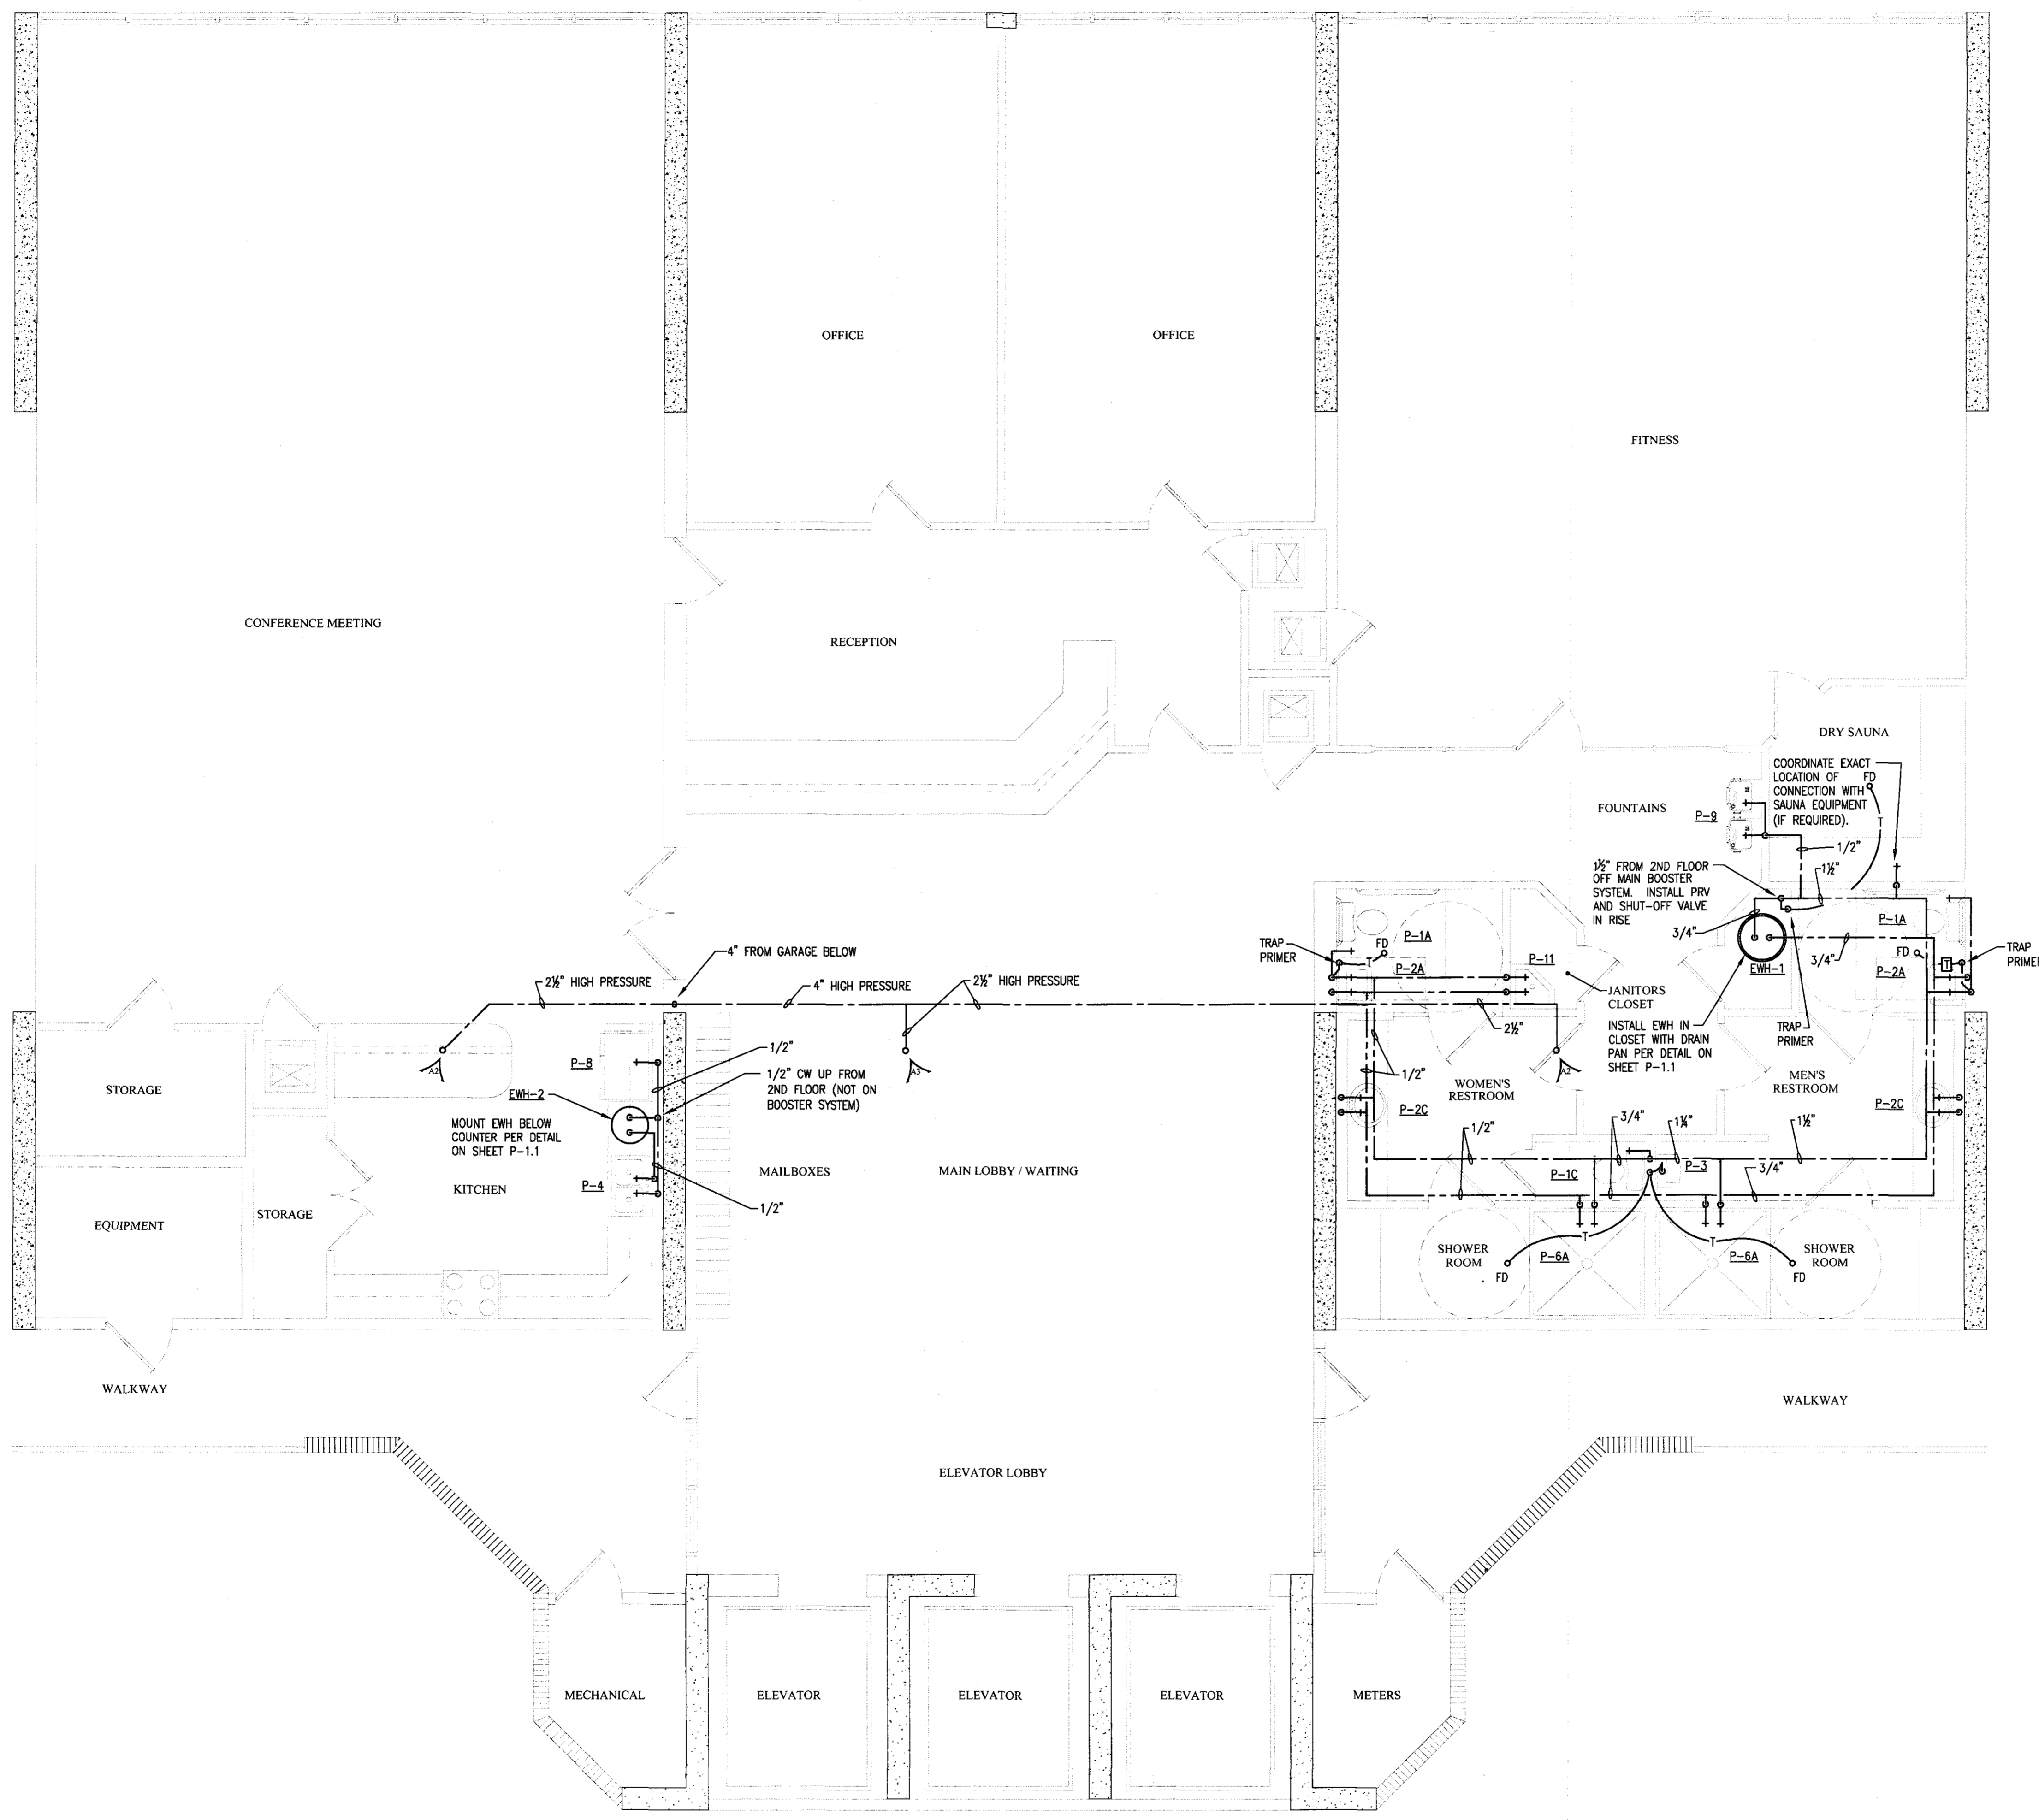 OFFICE
OFFICE
FITNESS
CONFERENCE MEETING
RECEPTION
DRY SAUNA
COORDINATE EXACT
LOCATION OF FD
CONNECTION WITH
SAUNA EQUIPMENT
(IF REQUIRED).
T
FOUNTAINS
P-9
1/2"
1½"
1½" FROM 2ND FLOOR
OFF MAIN BOOSTER
SYSTEM. INSTALL PRV
AND SHUT-OFF VALVE
IN RISE
3/4"
EWH-1
3/4"
P-1A
FD
P-2A
T
TRAP
PRIMER
TRAP
PRIMER
TRAP
PRIMER
FD
T
P-1A
P-2A
P-11
JANITORS
CLOSET
INSTALL EWH IN
CLOSET WITH DRAIN
PAN PER DETAIL ON
SHEET P-1.1
4" FROM GARAGE BELOW
2½" HIGH PRESSURE
4" HIGH PRESSURE
2½" HIGH PRESSURE
2½"
A2
A3
A2
STORAGE
P-8
1/2"
1/2" CW UP FROM
2ND FLOOR (NOT ON
BOOSTER SYSTEM)
EWH-2
MOUNT EWH BELOW
COUNTER PER DETAIL
ON SHEET P-1.1
1/2"
WOMEN'S
RESTROOM
P-2C
MEN'S
RESTROOM
P-2C
MAILBOXES
MAIN LOBBY / WAITING
KITCHEN
P-4
1/2"
STORAGE
EQUIPMENT
1/2"
3/4"
1¼"
1½"
P-1C
P-3
3/4"
T
T
SHOWER
ROOM
FD
P-6A
P-6A
SHOWER
ROOM
FD
WALKWAY
WALKWAY
ELEVATOR LOBBY
MECHANICAL
ELEVATOR
ELEVATOR
ELEVATOR
METERS